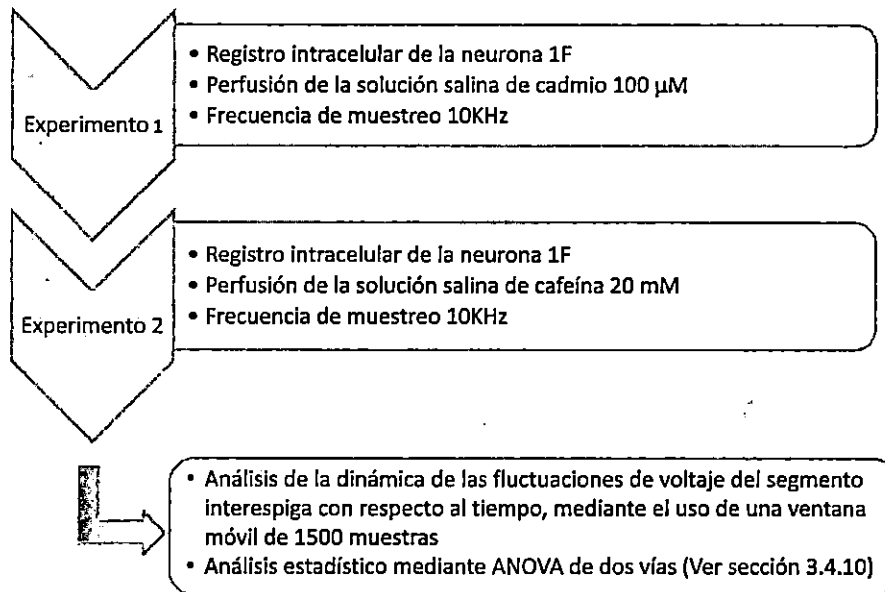 Experimento 1
• Registro intracelular de la neurona 1F
• Perfusión de la solución salina de cadmio 100 µM
• Frecuencia de muestreo 10KHz
Experimento 2
• Registro intracelular de la neurona 1F
• Perfusión de la solución salina de cafeína 20 mM
• Frecuencia de muestreo 10KHz
• Análisis de la dinámica de las fluctuaciones de voltaje del segmento
interespiga con respecto al tiempo, mediante el uso de una ventana
móvil de 1500 muestras
• Análisis estadístico mediante ANOVA de dos vías (Ver sección 3.4.10)